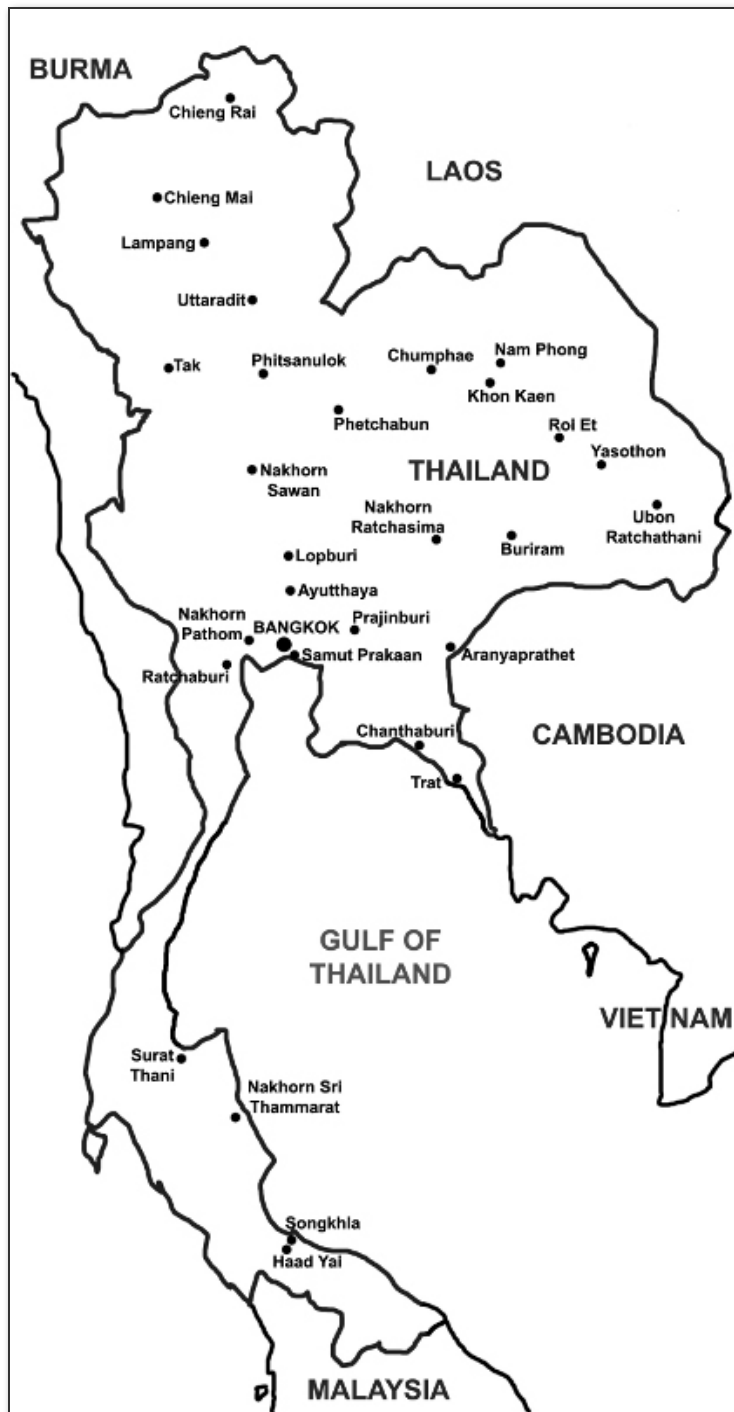 BURMA
Chieng Rai
LAOS
Chieng Mai
Lampang
Uttaradit
Tak
Phitsanulok
Chumphae
Nam Phong
Khon Kaen
Phetchabun
Roi Et
Yasothon
Nakhorn
Sawan
THAILAND
Nakhorn
Ratchasima
Buriram
Ubon
Ratchathani
Lopburi
Ayutthaya
Nakhorn
Pathom
BANGKOK
Prajinburi
Samut Prakaan
Aranyaprathet
Ratchaburi
Chanthaburi
CAMBODIA
Trat
GULF OF
THAILAND
VIET NAM
Surat
Thani
Nakhorn Sri
Thammarat
Songkhla
Haad Yai
MALAYSIA